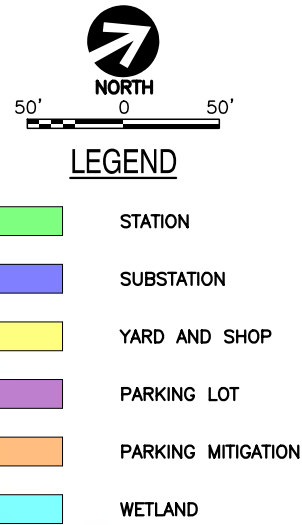 NORTH
50' 0 50'
LEGEND
STATION
SUBSTATION
YARD AND SHOP
PARKING LOT
PARKING MITIGATION
WETLAND